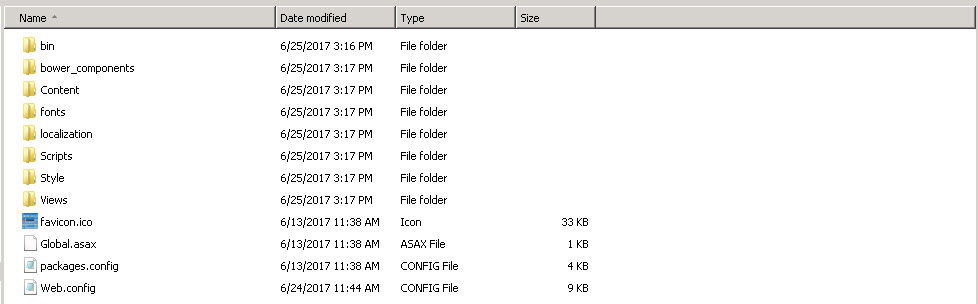 Name Date modified Type Size
bin 6/25/2017 3:16 PM File folder
bower_components 6/25/2017 3:17 PM File folder
Content 6/25/2017 3:17 PM File folder
fonts 6/25/2017 3:17 PM File folder
localization 6/25/2017 3:17 PM File folder
Scripts 6/25/2017 3:17 PM File folder
Style 6/25/2017 3:17 PM File folder
Views 6/25/2017 3:17 PM File folder
favicon.ico 6/13/2017 11:38 AM Icon 33 KB
Global.asax 6/13/2017 11:38 AM ASAX File 1 KB
packages.config 6/13/2017 11:38 AM CONFIG File 4 KB
Web.config 6/24/2017 11:44 AM CONFIG File 9 KB